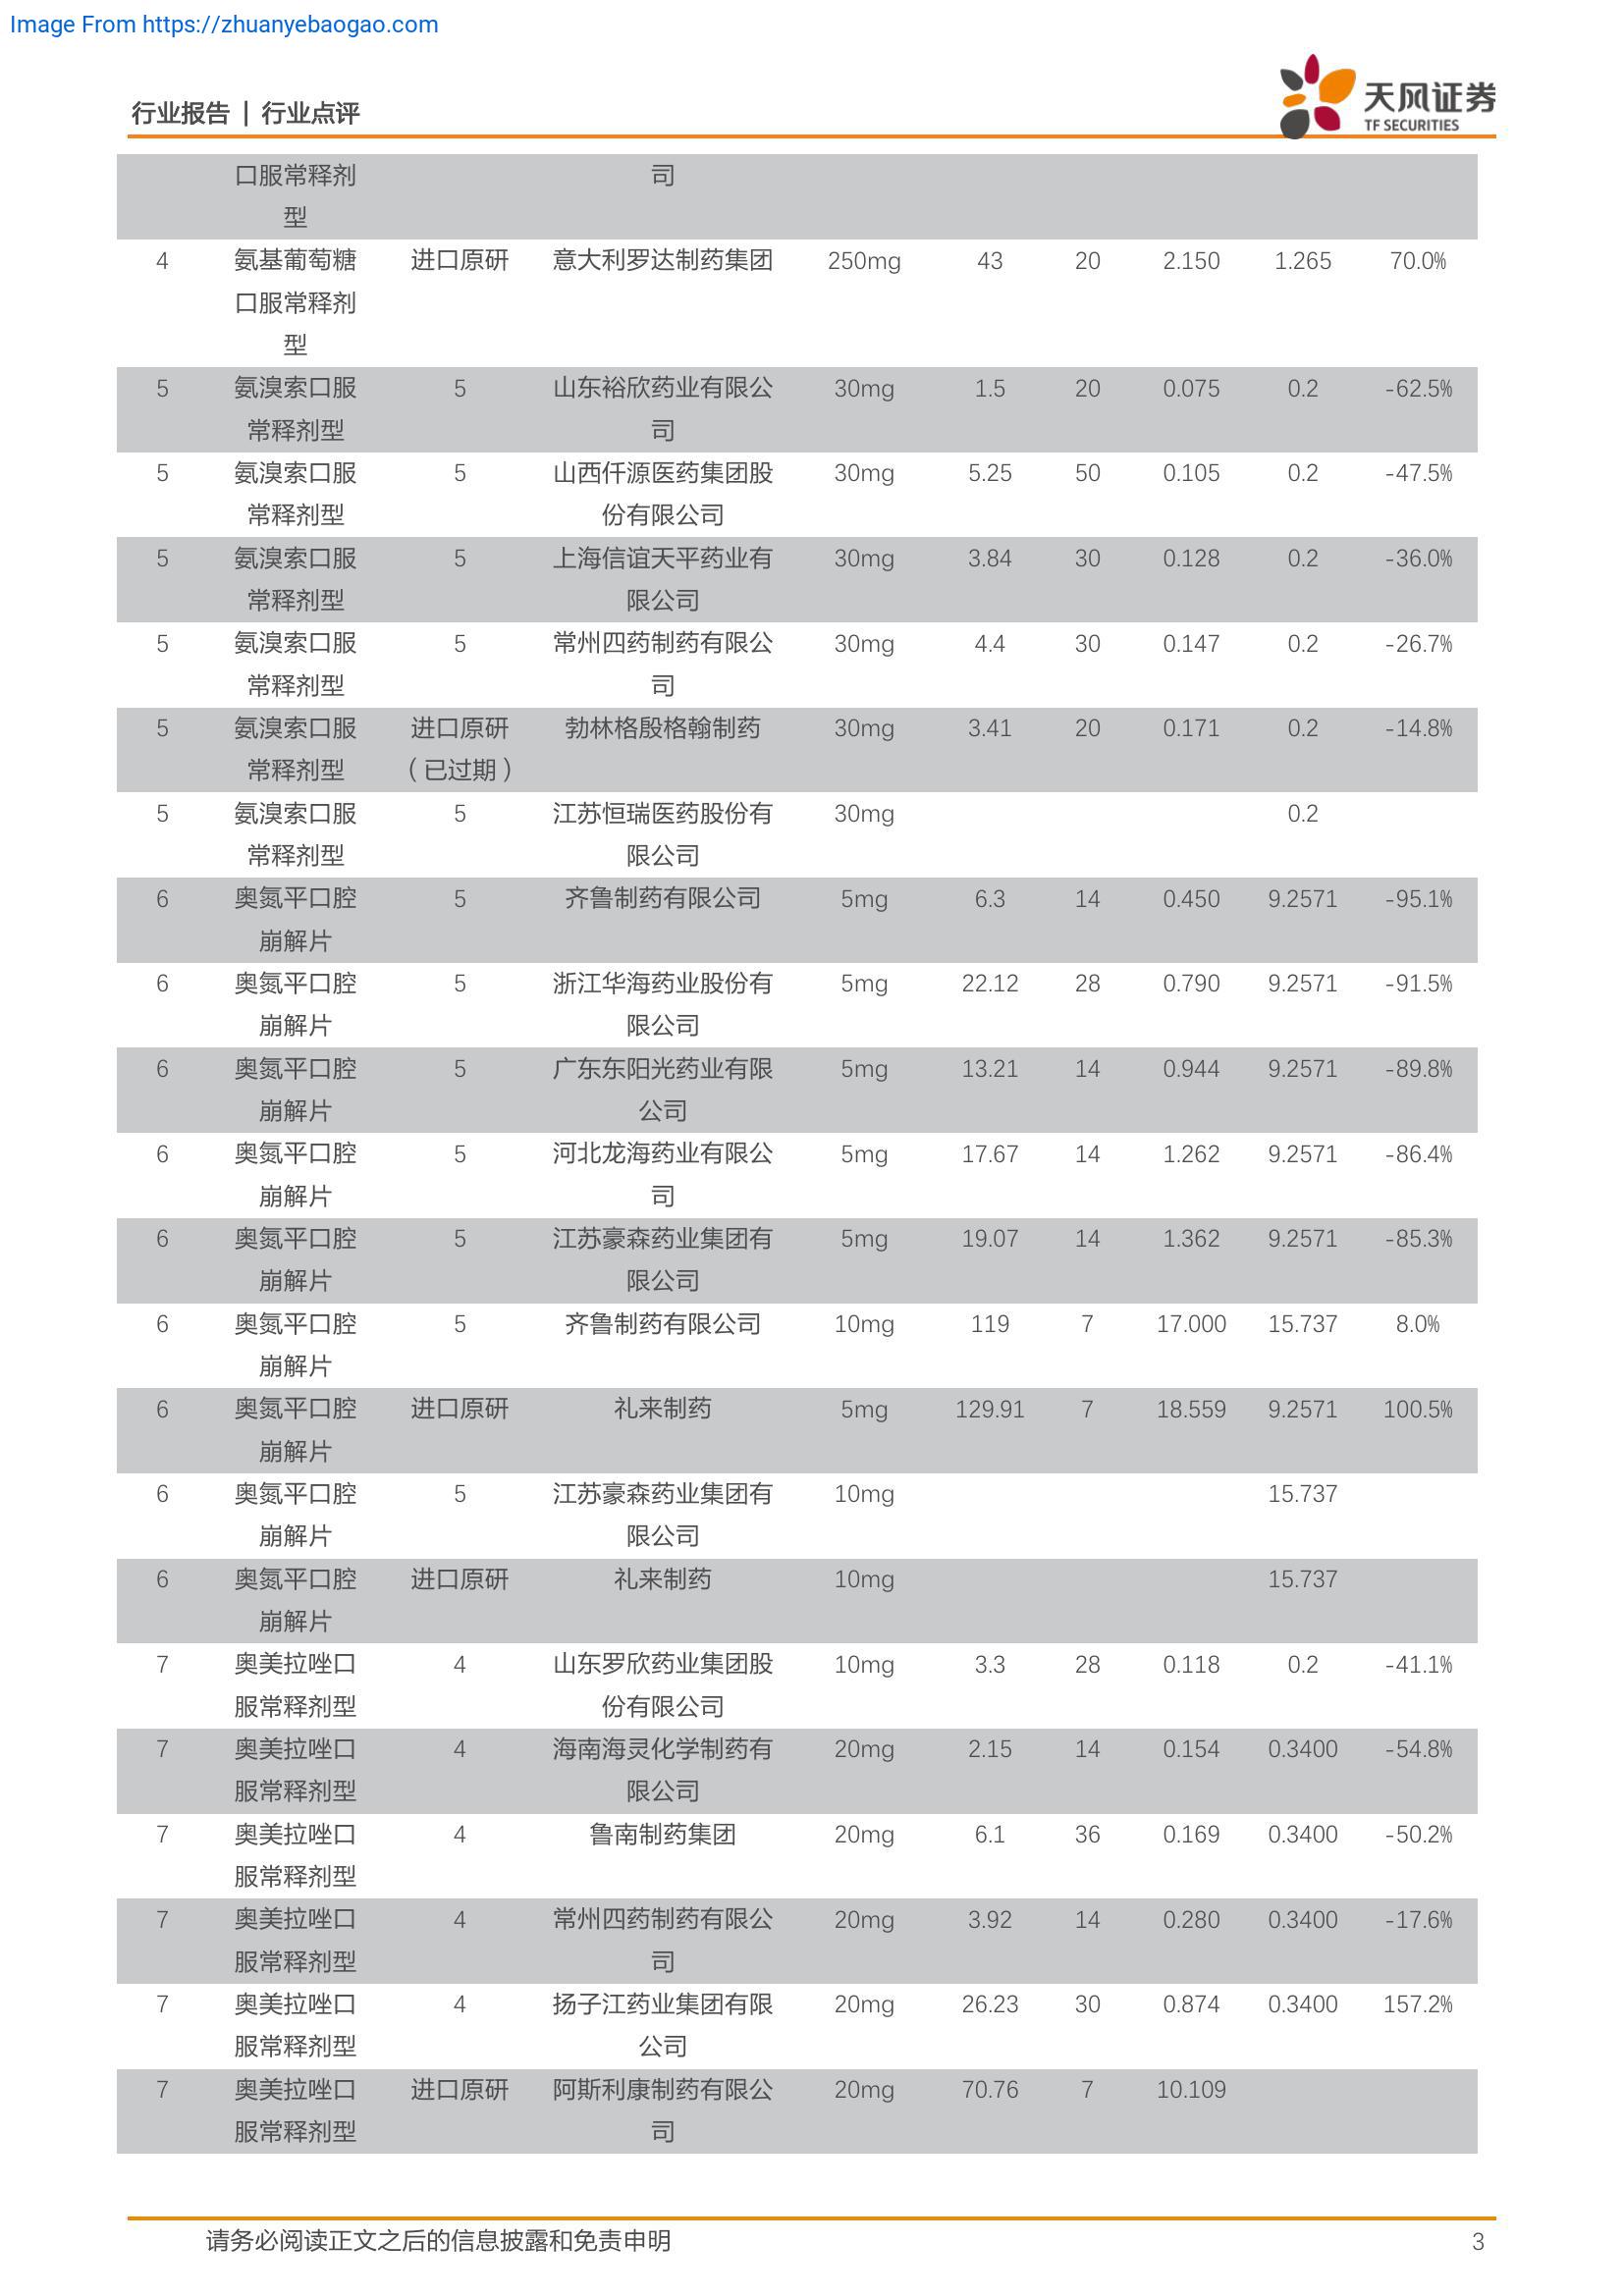 Image From https://zhuanyebaogao.com
行业报告 | 行业点评
天风证券
TF SECURITIES
口服常释剂 司
型
4 氨基葡萄糖 进口原研 意大利罗达制药集团 250mg 43 20 2.150 1.265 70.0%
口服常释剂
型
5 氨溴索口服 5 山东裕欣药业有限公 30mg 1.5 20 0.075 0.2 -62.5%
常释剂型 司
5 氨溴索口服 5 山西仟源医药集团股 30mg 5.25 50 0.105 0.2 -47.5%
常释剂型 份有限公司
5 氨溴索口服 5 上海信谊天平药业有 30mg 3.84 30 0.128 0.2 -36.0%
常释剂型 限公司
5 氨溴索口服 5 常州四药制药有限公 30mg 4.4 30 0.147 0.2 -26.7%
常释剂型 司
5 氨溴索口服 进口原研 勃林格殷格翰制药 30mg 3.41 20 0.171 0.2 -14.8%
常释剂型 （已过期）
5 氨溴索口服 5 江苏恒瑞医药股份有 30mg 0.2
常释剂型 限公司
6 奥氮平口腔 5 齐鲁制药有限公司 5mg 6.3 14 0.450 9.2571 -95.1%
崩解片
6 奥氮平口腔 5 浙江华海药业股份有 5mg 22.12 28 0.790 9.2571 -91.5%
崩解片 限公司
6 奥氮平口腔 5 广东东阳光药业有限 5mg 13.21 14 0.944 9.2571 -89.8%
崩解片 公司
6 奥氮平口腔 5 河北龙海药业有限公 5mg 17.67 14 1.262 9.2571 -86.4%
崩解片 司
6 奥氮平口腔 5 江苏豪森药业集团有 5mg 19.07 14 1.362 9.2571 -85.3%
崩解片 限公司
6 奥氮平口腔 5 齐鲁制药有限公司 10mg 119 7 17.000 15.737 8.0%
崩解片
6 奥氮平口腔 进口原研 礼来制药 5mg 129.91 7 18.559 9.2571 100.5%
崩解片
6 奥氮平口腔 5 江苏豪森药业集团有 10mg 15.737
崩解片 限公司
6 奥氮平口腔 进口原研 礼来制药 10mg 15.737
崩解片
7 奥美拉唑口 4 山东罗欣药业集团股 10mg 3.3 28 0.118 0.2 -41.1%
服常释剂型 份有限公司
7 奥美拉唑口 4 海南海灵化学制药有 20mg 2.15 14 0.154 0.3400 -54.8%
服常释剂型 限公司
7 奥美拉唑口 4 鲁南制药集团 20mg 6.1 36 0.169 0.3400 -50.2%
服常释剂型
7 奥美拉唑口 4 常州四药制药有限公 20mg 3.92 14 0.280 0.3400 -17.6%
服常释剂型 司
7 奥美拉唑口 4 扬子江药业集团有限 20mg 26.23 30 0.874 0.3400 157.2%
服常释剂型 公司
7 奥美拉唑口 进口原研 阿斯利康制药有限公 20mg 70.76 7 10.109
服常释剂型 司
请务必阅读正文之后的信息披露和免责申明 3